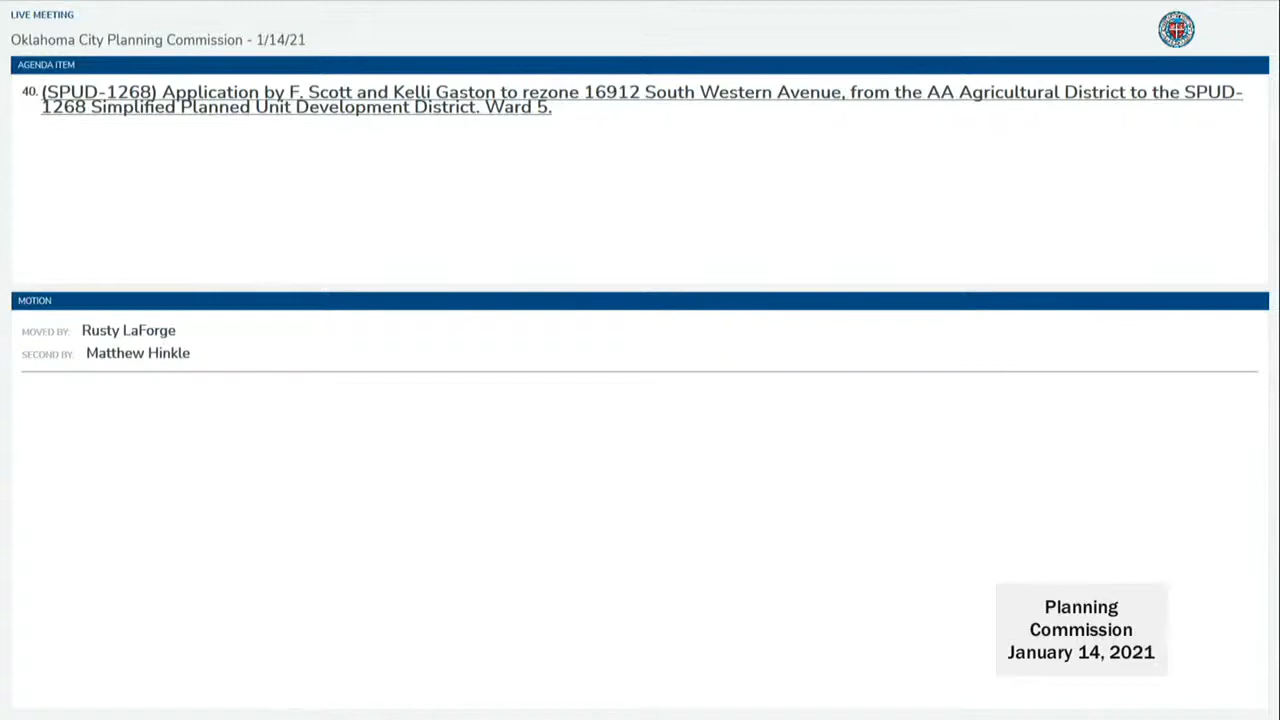 LIVE MEETING
Oklahoma City Planning Commission - 1/14/21
AGENDA ITEM
40. (SPUD-1268) Application by F. Scott and Kelli Gaston to rezone 16912 South Western Avenue, from the AA Agricultural District to the SPUD-
1268 Simplified Planned Unit Development District. Ward 5.
MOTION
MOVED BY: Rusty LaForge
SECOND BY: Matthew Hinkle
Planning
Commission
January 14, 2021